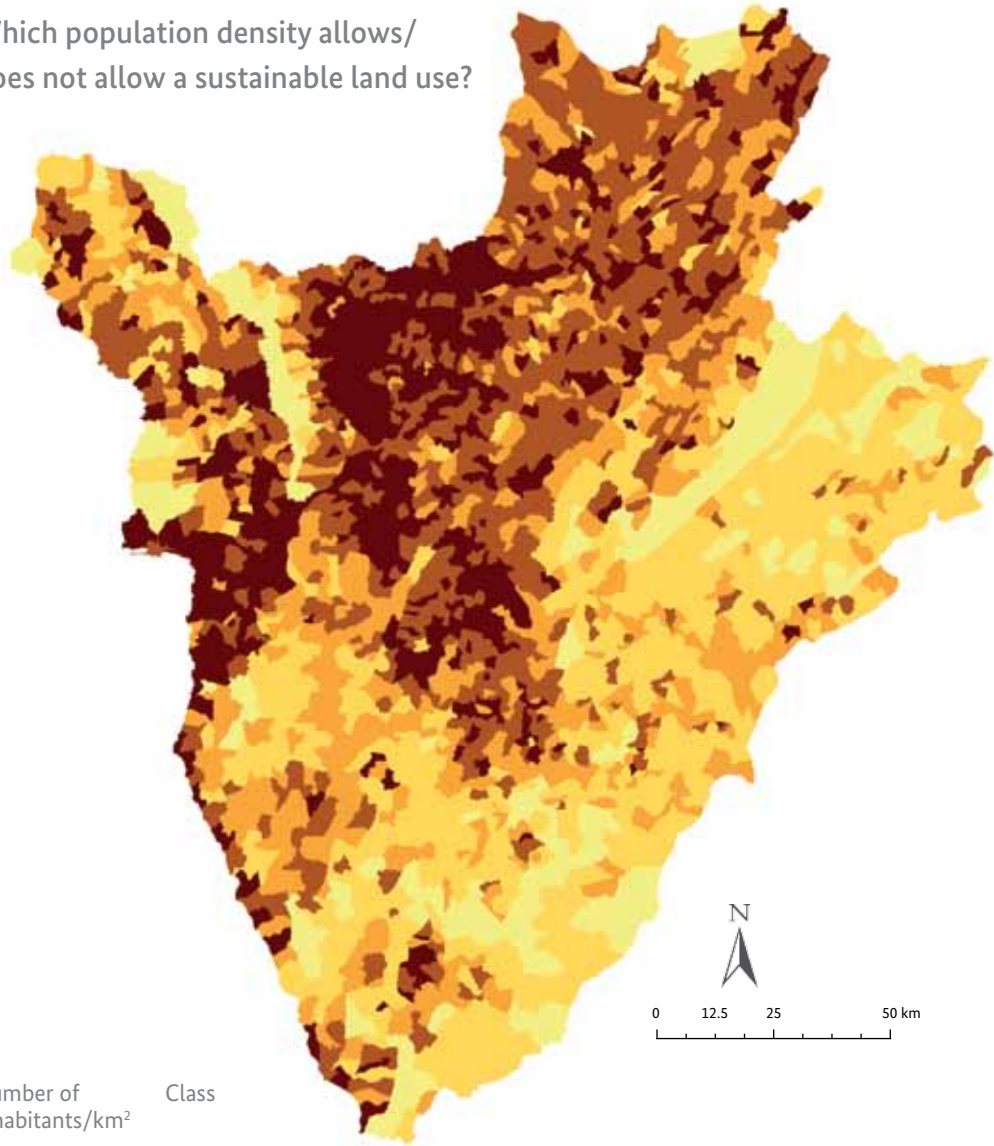 hich population density allows/
oes not allow a sustainable land use?
N
0 12.5 25 50 km
umber of Class
habitants/km²